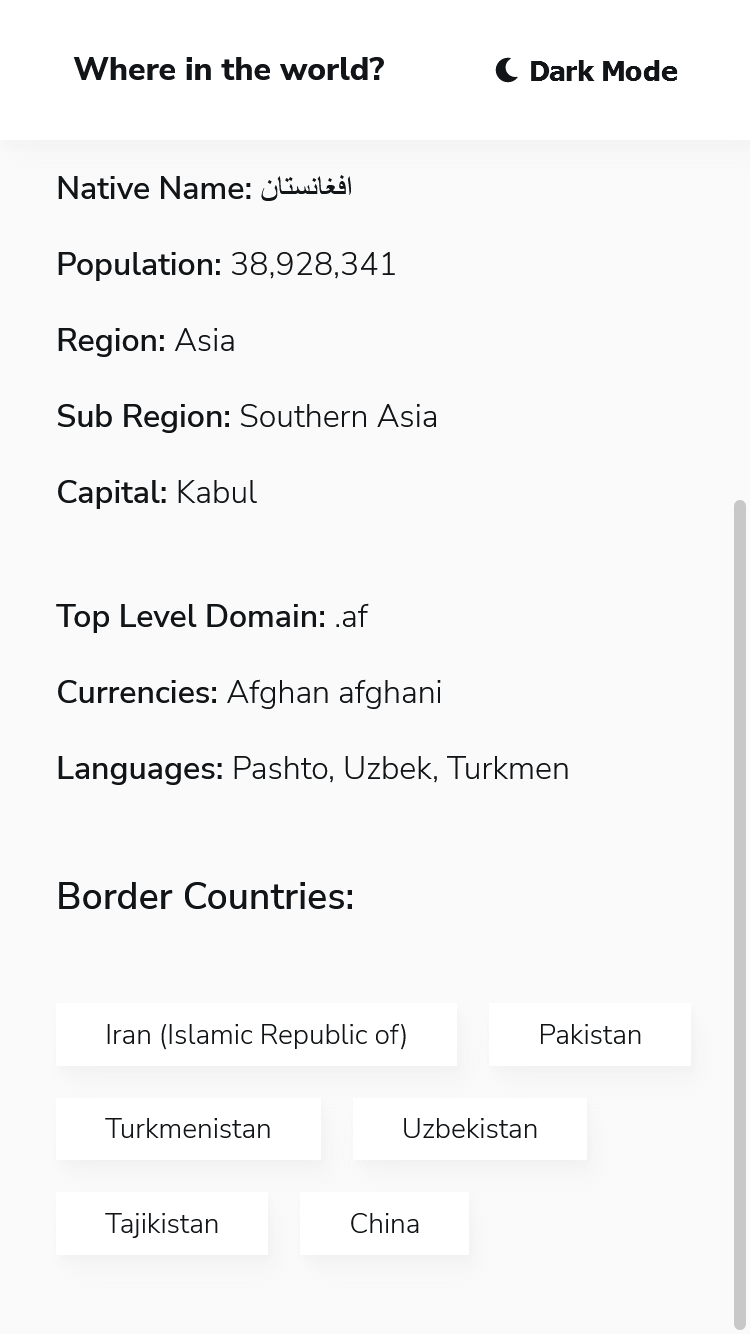 Where in the world? Dark Mode
Native Name: افغانستان
Population: 38,928,341
Region: Asia
Sub Region: Southern Asia
Capital: Kabul
Top Level Domain: .af
Currencies: Afghan afghani
Languages: Pashto, Uzbek, Turkmen
Border Countries:
Iran (Islamic Republic of) Pakistan
Turkmenistan Uzbekistan
Tajikistan China